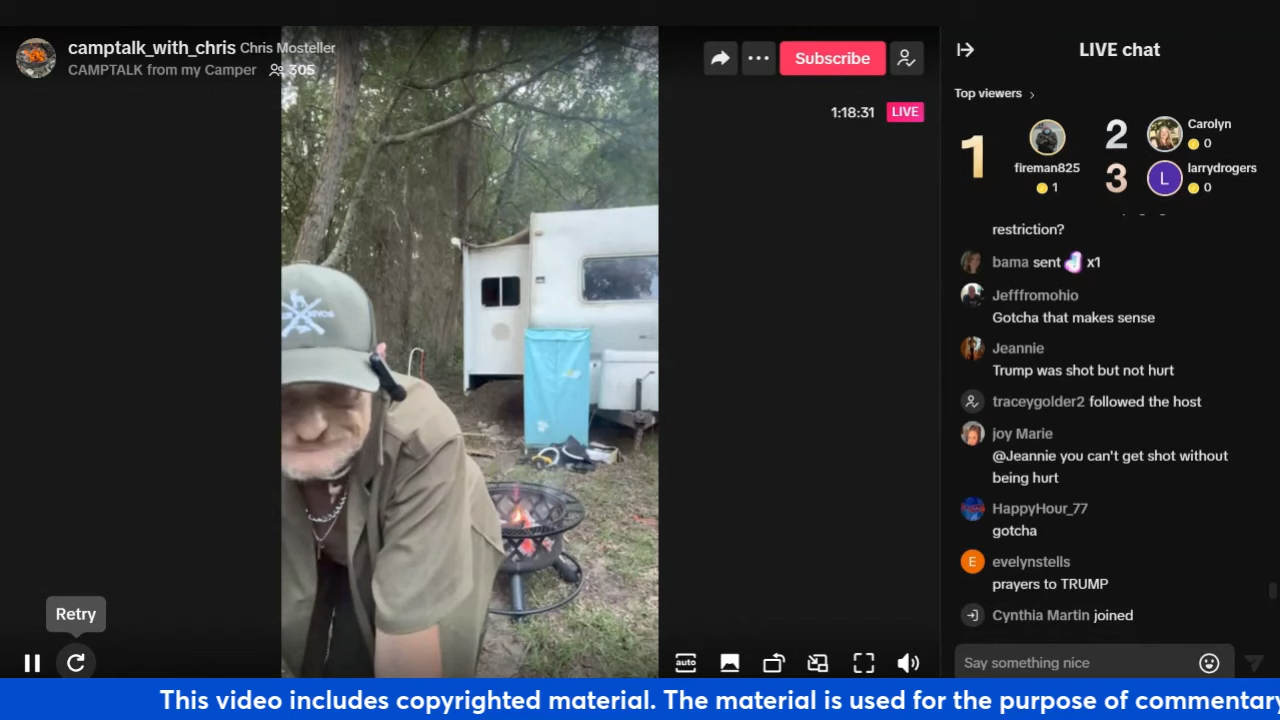 camptalk_with_chris Chris Mosteller
CAMPTALK from my Camper 305
Subscribe
1:18:31 LIVE
Retry
auto
LIVE chat
Top viewers
1
fireman825
1
2
Carolyn
0
3
L
larrydrogers
0
restriction?
bama sent x1
Jefffromohio
Gotcha that makes sense
Jeannie
Trump was shot but not hurt
traceygolder2 followed the host
joy Marie
@Jeannie you can't get shot without
being hurt
HappyHour_77
gotcha
E
evelynstells
prayers to TRUMP
Cynthia Martin joined
Say something nice
This video includes copyrighted material. The material is used for the purpose of commentary